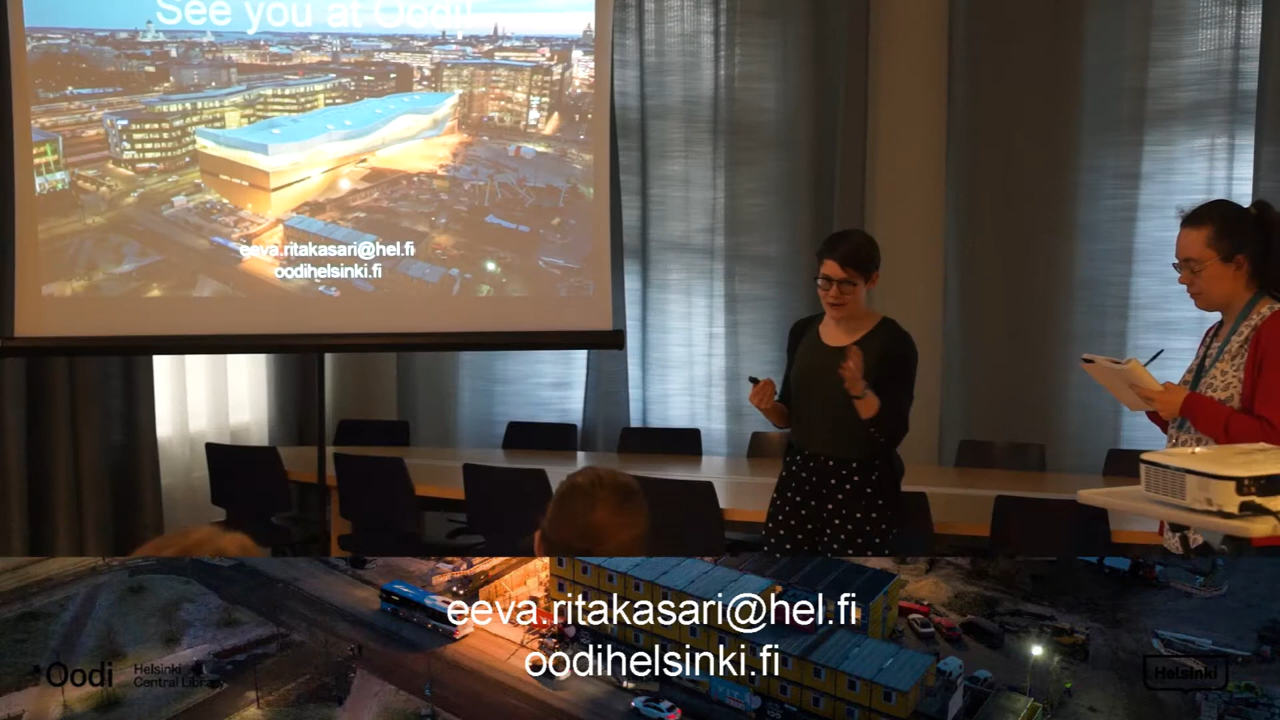 See you at Oodi!
eeva.ritakasari@hel.fi
oodihelsinki.fi
eeva.ritakasari@hel.fi
oodihelsinki.fi
Oodi
Helsinki
Central Library
Helsinki